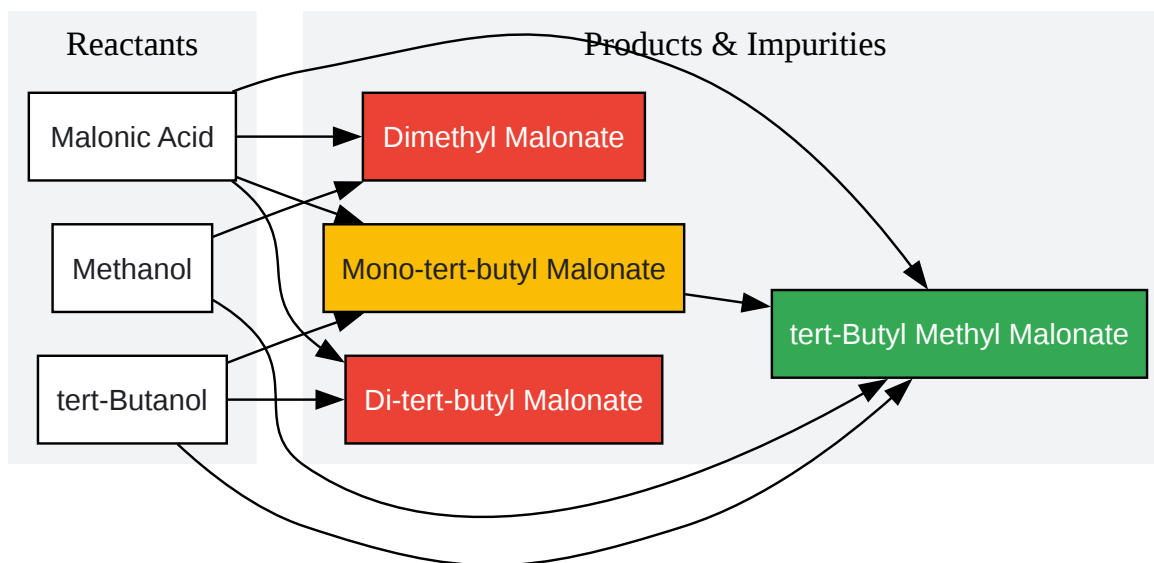 Reactants
Malonic Acid
Methanol
tert-Butanol
Products & Impurities
Dimethyl Malonate
Mono-tert-butyl Malonate
Di-tert-butyl Malonate
tert-Butyl Methyl Malonate